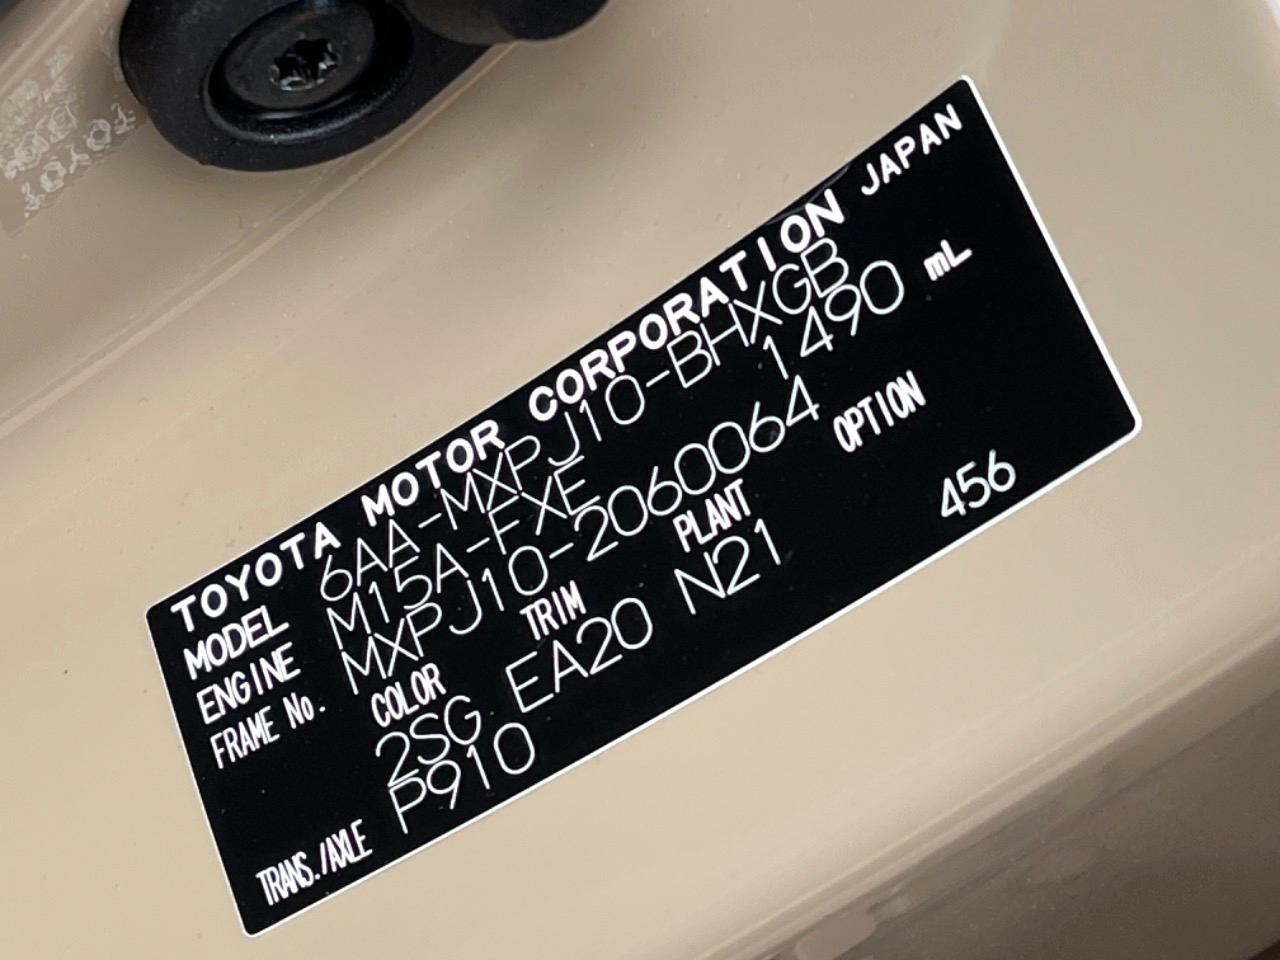 TOYOTA MOTOR CORPORATION JAPAN
MODEL 6AA-MXPJ10-BHXGB
ENGINE M15A-FXE 1490 mL
FRAME No. MXPJ10-2060064
COLOR TRIM PLANT OPTION
2SG EA20 N21 456
TRANS./AXLE P910
TOYOTA